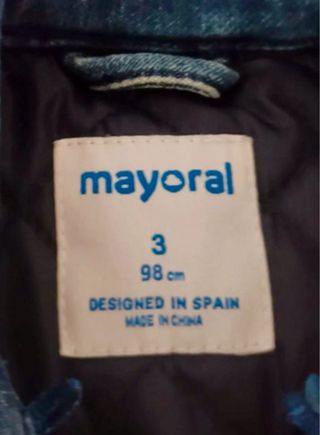 mayoral
3
98 cm
DESIGNED IN SPAIN
MADE IN CHINA